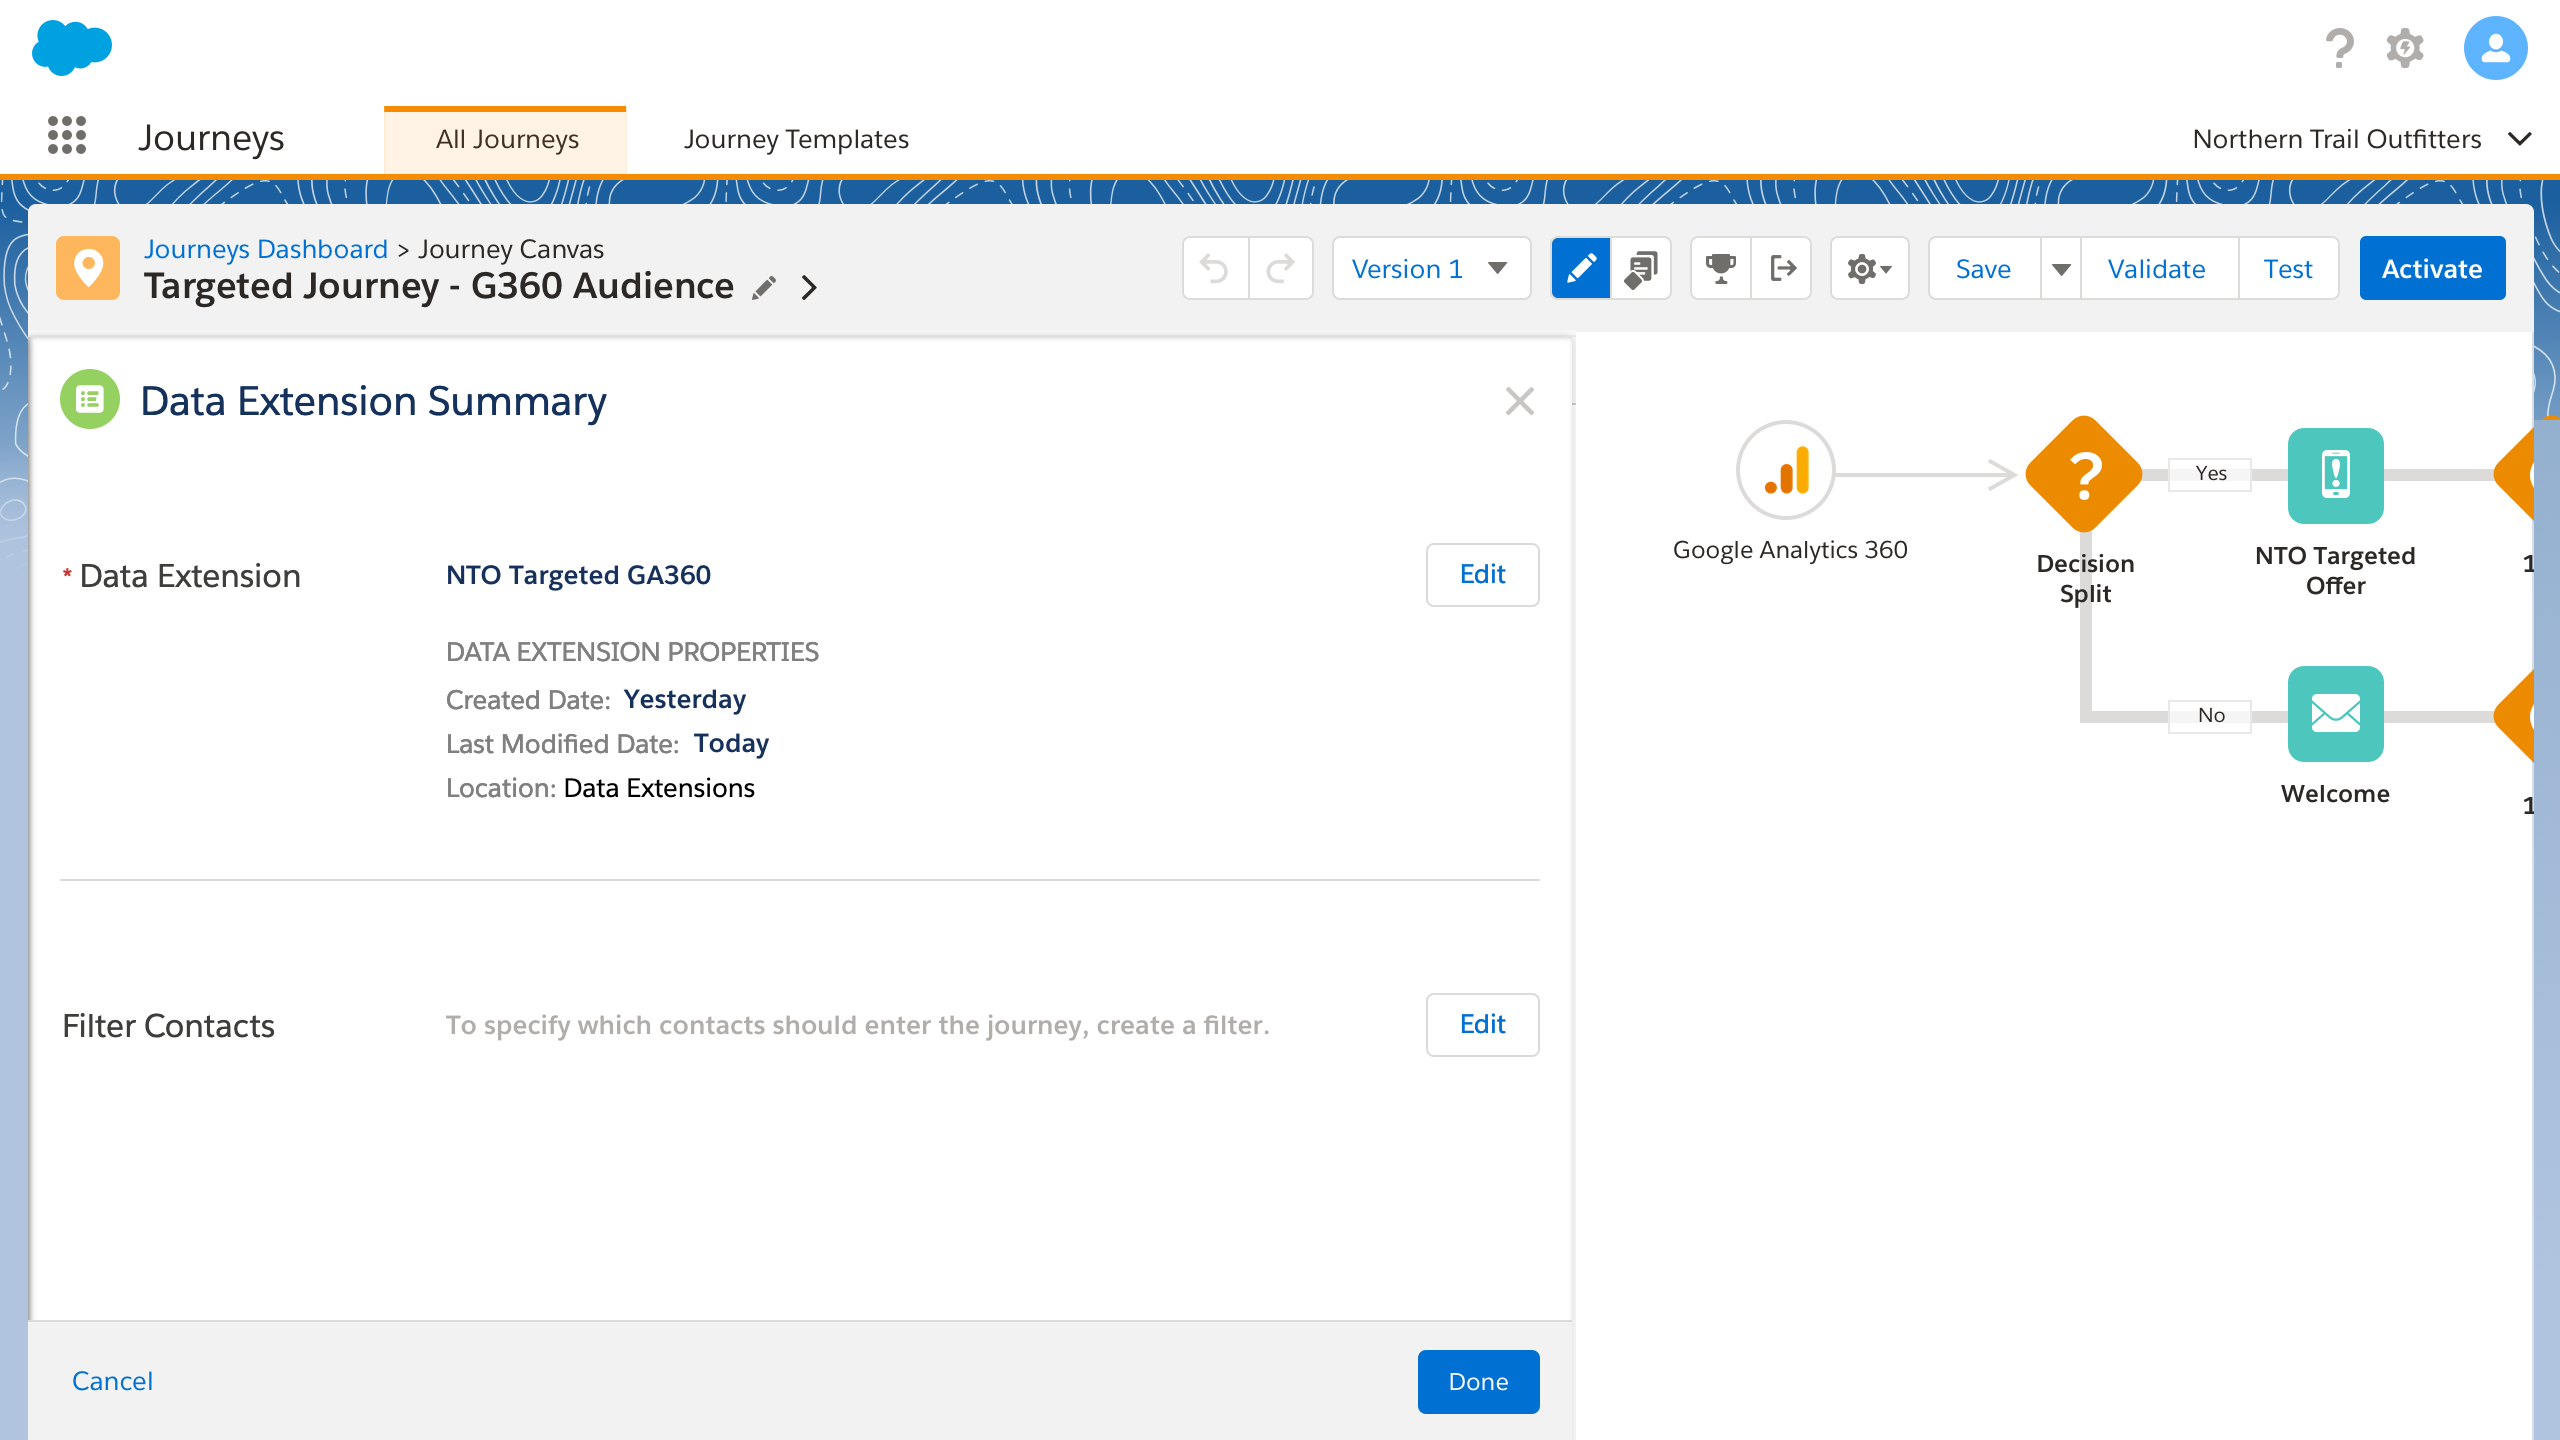 Journeys
All Journeys
Journey Templates
Northern Trail Outfitters
Journeys Dashboard > Journey Canvas
Targeted Journey - G360 Audience
Version 1
Save
Validate
Test
Activate
Data Extension Summary
* Data Extension
NTO Targeted GA360
Edit
DATA EXTENSION PROPERTIES
Created Date: Yesterday
Last Modified Date: Today
Location: Data Extensions
Filter Contacts
To specify which contacts should enter the journey, create a filter.
Edit
Cancel
Done
Google Analytics 360
Decision
Split
Yes
NTO Targeted
Offer
1
No
Welcome
1